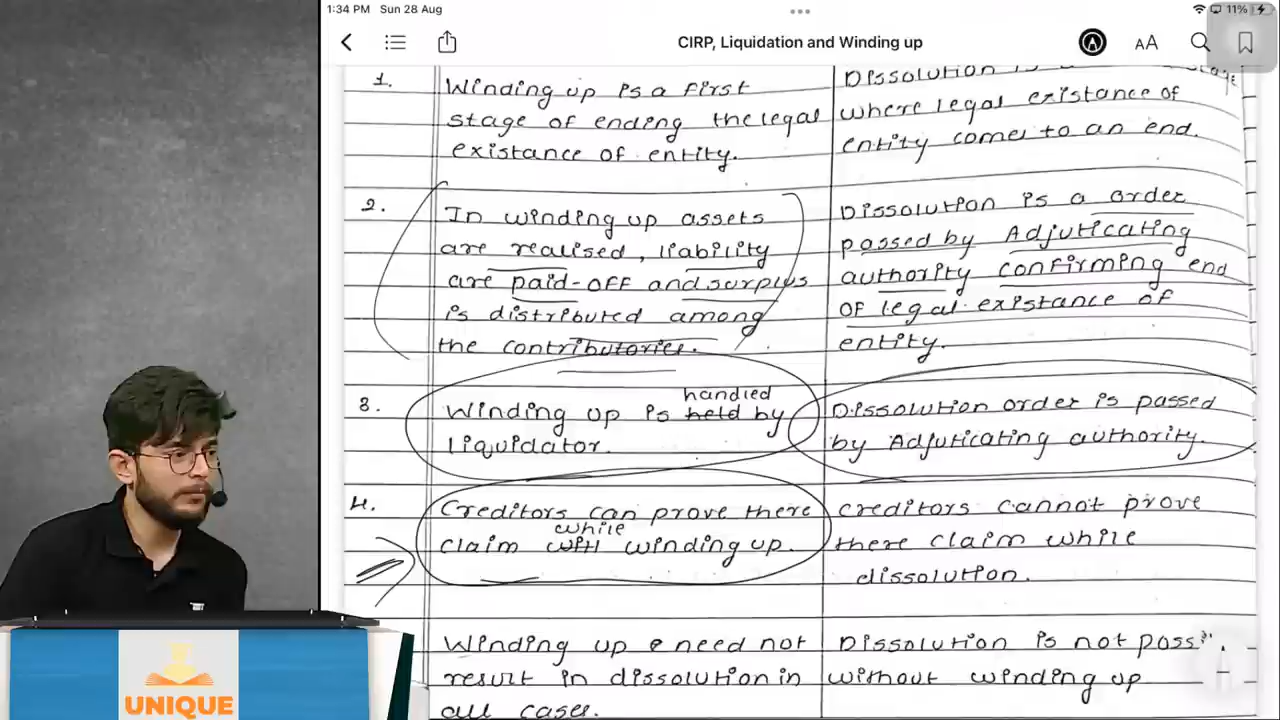 1:34 PM Sun 28 Aug
11%
CIRP, Liquidation and Winding up
AA
1.
Winding up is a first
stage of ending the legal
existance of entity.
Dissolution is a stage
where legal existance of
entity comes to an end.
2.
In winding up assets
are realised, liability
are paid-off and surplus
is distributed among
the contributories.
Dissolution is a order
passed by Adjuticating
authority confirming end
of legal existance of
entity.
3.
handled
Winding up is held by
liquidator.
Dissolution order is passed
by Adjuticating authority.
4.
Creditors can prove there
while
claim will winding up.
creditors cannot prove
there claim while
dissolution.
Winding up need not
result in dissolution in
all cases.
Dissolution is not poss
without winding up
UNIQUE